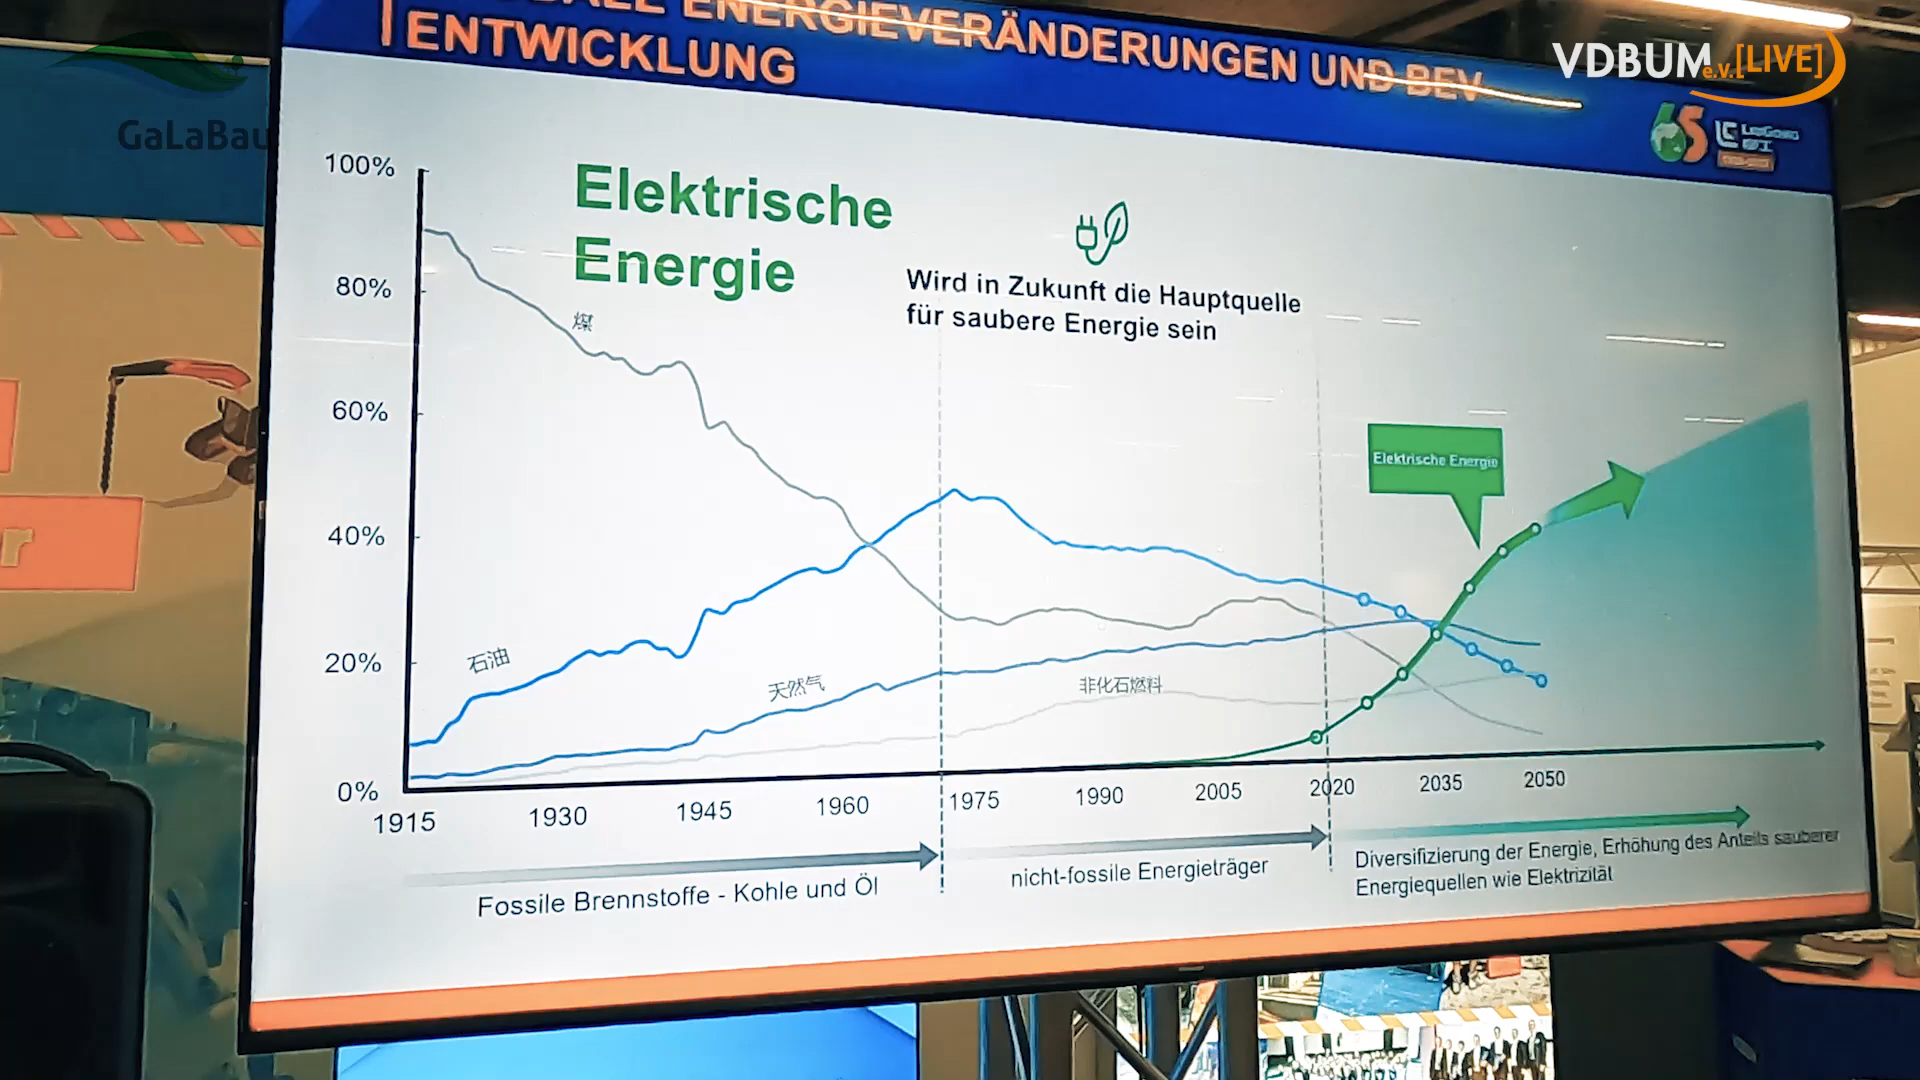 ENERGIEVERÄNDERUNGEN UND BEV
ENTWICKLUNG
VDBUM e.V. [LIVE]
GaLaBau
65 LC LiuGong
Elektrische
Energie
Wird in Zukunft die Hauptquelle
für saubere Energie sein
Elektrische Energie
100%
80%
60%
40%
20%
0%
煤
石油
天然气
非化石燃料
1915 1930 1945 1960 1975 1990 2005 2020 2035 2050
Fossile Brennstoffe - Kohle und Öl
nicht-fossile Energieträger
Diversifizierung der Energie, Erhöhung des Anteils sauberer
Energiequellen wie Elektrizität
r